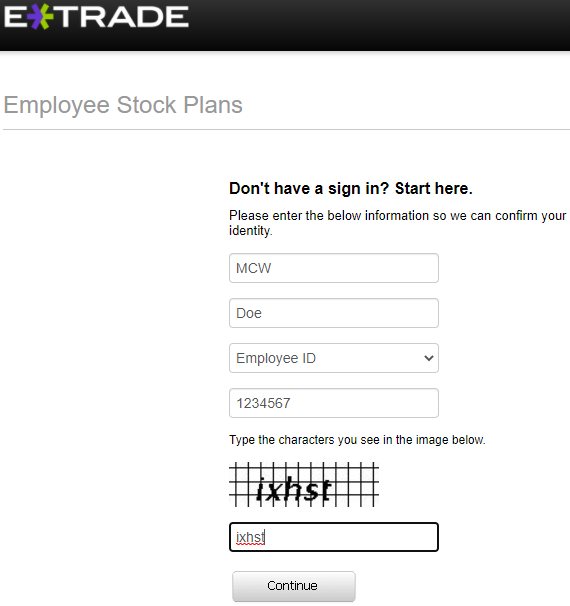 E*TRADE
Employee Stock Plans
Don't have a sign in? Start here.
Please enter the below information so we can confirm your
identity.
MCW
Doe
Employee ID
1234567
Type the characters you see in the image below.
ixhst
ixhst
Continue